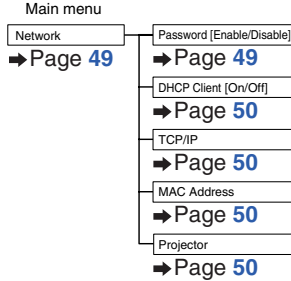 Main menu
Network
➡Page 49
Password [Enable/Disable]
➡Page 49
DHCP Client [On/Off]
➡Page 50
TCP/IP
➡Page 50
MAC Address
➡Page 50
Projector
➡Page 50